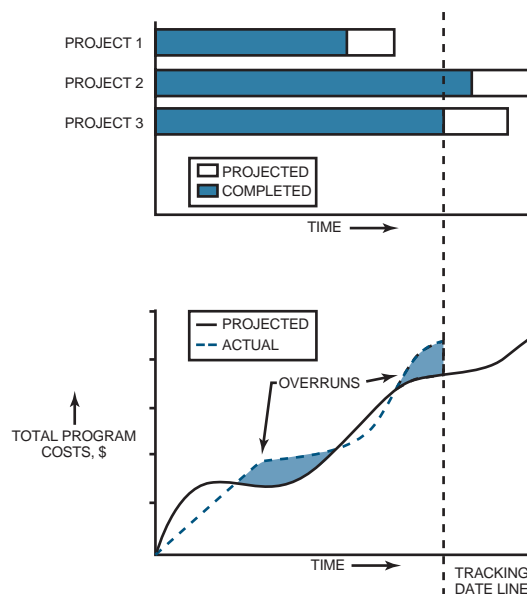 PROJECT 1
PROJECT 2
PROJECT 3
PROJECTED
COMPLETED
TIME
PROJECTED
ACTUAL
OVERRUNS
TOTAL PROGRAM
COSTS, $
TIME
TRACKING
DATE LINE